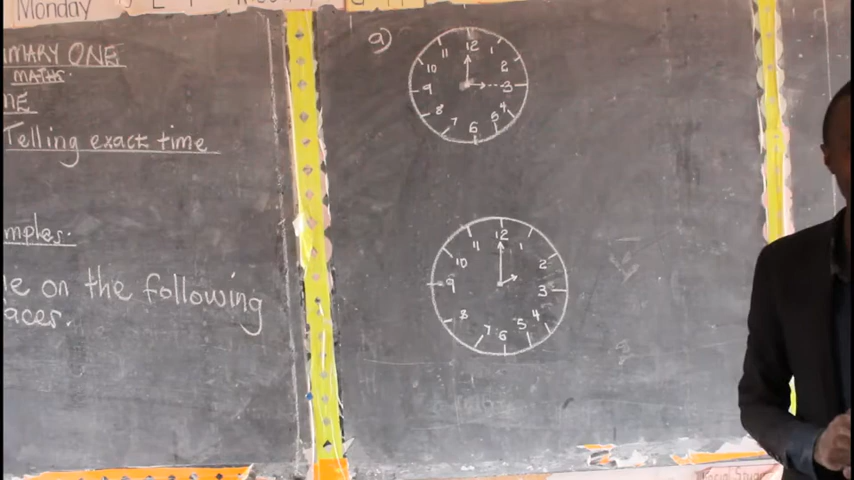 Monday
MARY ONE
MATHS.
Telling exact time
mples.
e on the following
aces.
a)
12
11 1
10 2
9 3
8 4
7 6 5
12
11 1
10 2
9 3
8 4
7 6 5